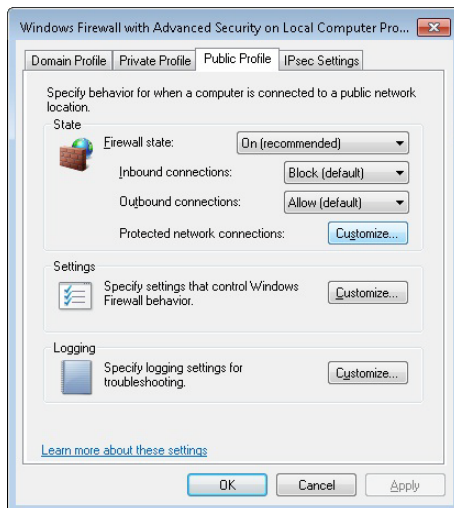 Windows Firewall with Advanced Security on Local Computer Pro...
Domain Profile Private Profile Public Profile IPsec Settings
Specify behavior for when a computer is connected to a public network
location.
State
Firewall state: On (recommended)
Inbound connections: Block (default)
Outbound connections: Allow (default)
Protected network connections: Customize...
Settings
Specify settings that control Windows
Firewall behavior.
Customize...
Logging
Specify logging settings for
troubleshooting.
Customize...
Learn more about these settings
OK Cancel Apply